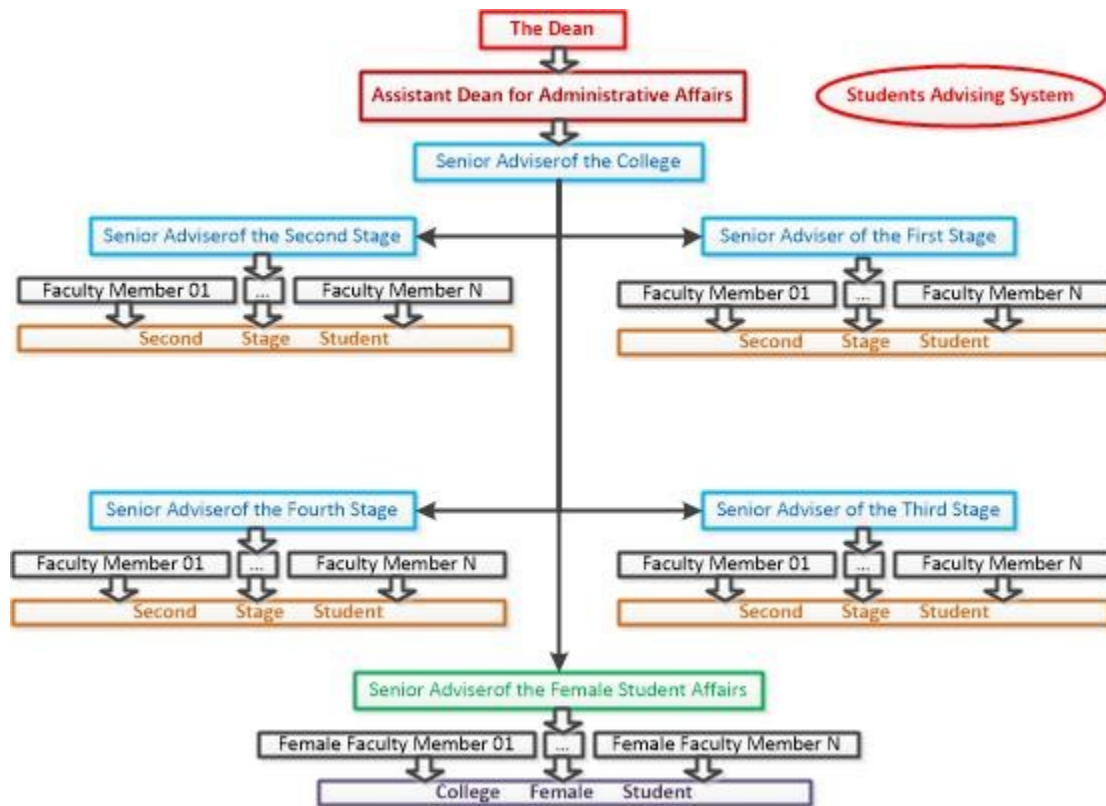 The Dean
Assistant Dean for Administrative Affairs
Students Advising System
Senior Adviserof the College
Senior Adviserof the Second Stage
Senior Adviser of the First Stage
Faculty Member 01
...
Faculty Member N
Faculty Member 01
...
Faculty Member N
Second Stage Student
Second Stage Student
Senior Adviserof the Fourth Stage
Senior Adviser of the Third Stage
Faculty Member 01
...
Faculty Member N
Faculty Member 01
...
Faculty Member N
Second Stage Student
Second Stage Student
Senior Adviserof the Female Student Affairs
Female Faculty Member 01
...
Female Faculty Member N
College Female Student